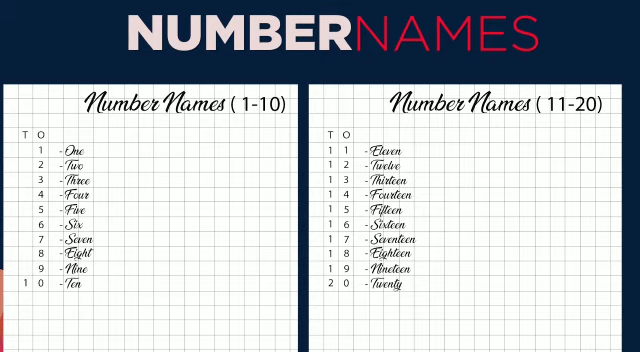 NUMBERNAMES
Number Names ( 1-10)
T O
1 - One
2 - Two
3 - Three
4 - Four
5 - Five
6 - Six
7 - Seven
8 - Eight
9 - Nine
1 0 - Ten
Number Names ( 11-20)
T O
1 1 - Eleven
1 2 - Twelve
1 3 - Thirteen
1 4 - Fourteen
1 5 - Fifteen
1 6 - Sixteen
1 7 - Seventeen
1 8 - Eighteen
1 9 - Nineteen
2 0 - Twenty